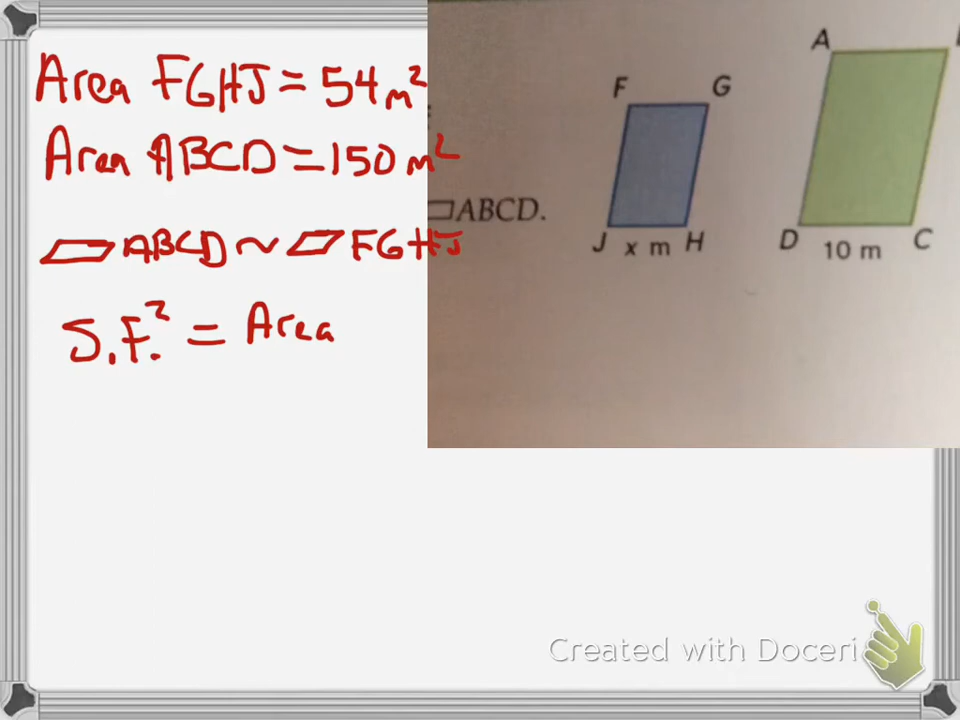 Area FGHJ = 54 m²
Area ABCD = 150 m²
▱ABCD ~ ▱FGHJ
S.F.² = Area
▱ABCD.
F G
J x m H
A
D 10 m C
Created with Doceri